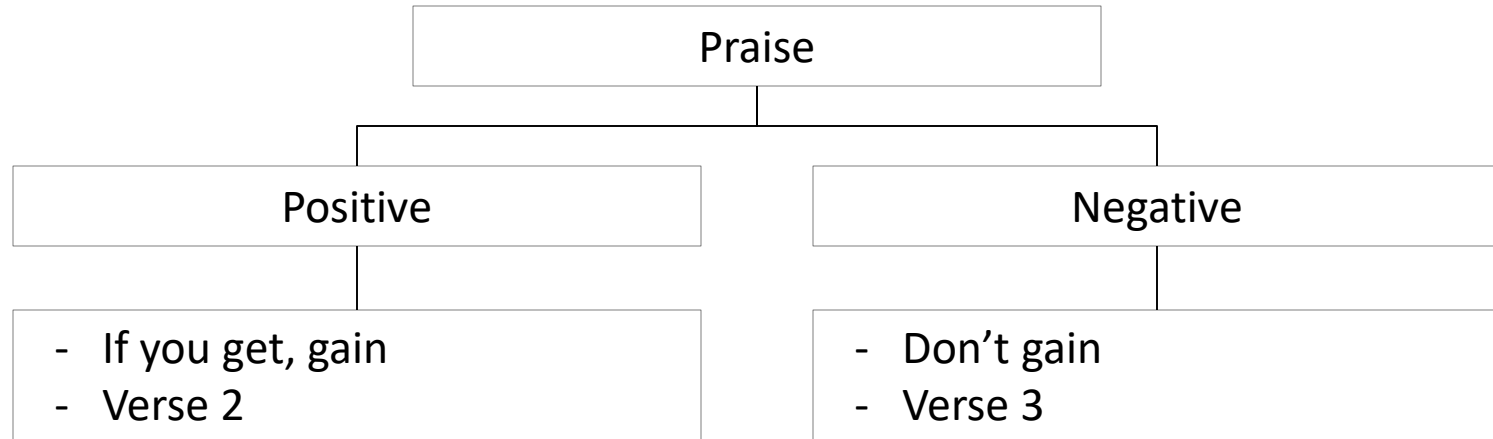 Praise
Positive
Negative
- If you get, gain
- Verse 2
- Don’t gain
- Verse 3